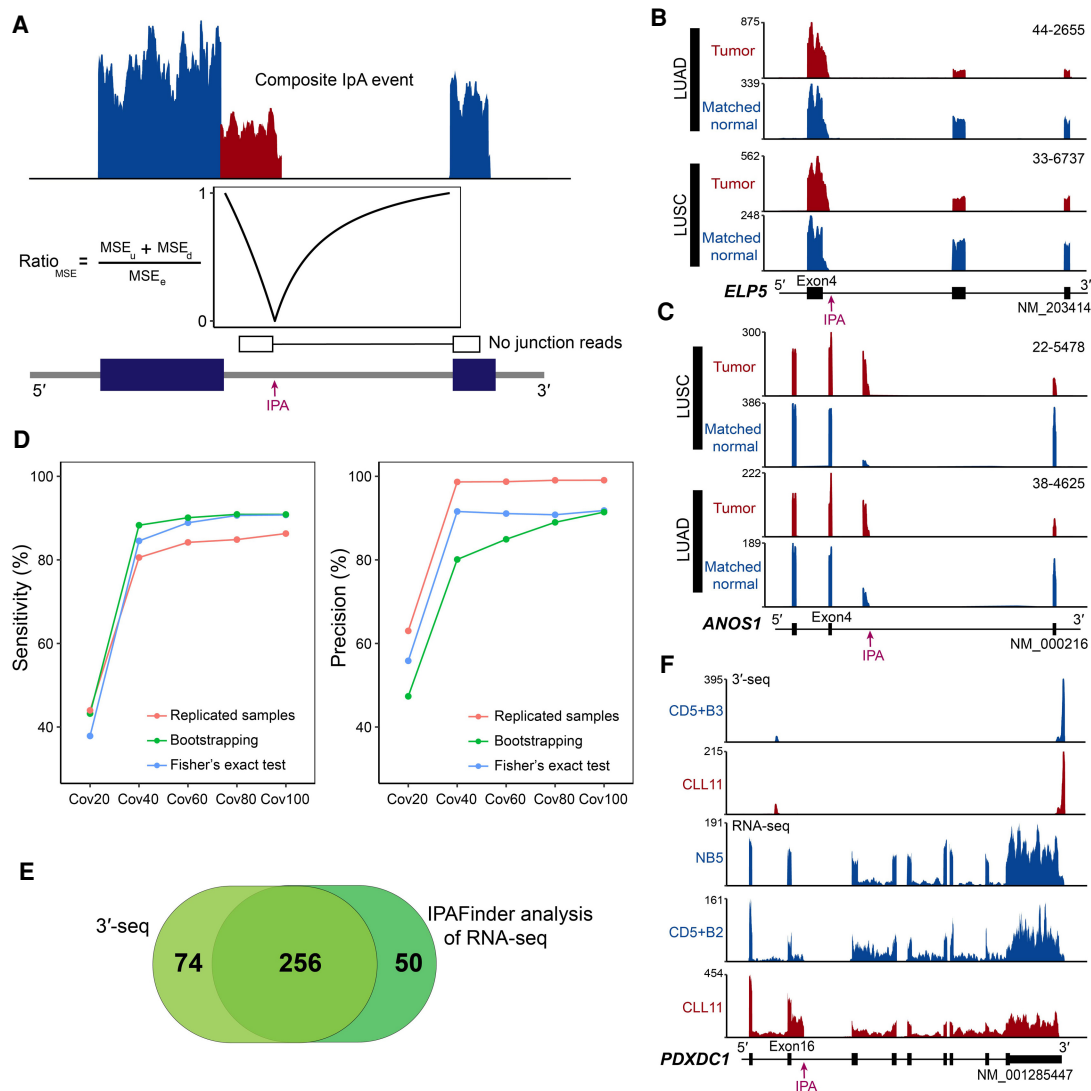 A
Composite IpA event
1
0
Ratio_MSE = (MSE_u + MSE_d) / MSE_e
No junction reads
5′
3′
IPA
B
LUAD
875
Tumor
44-2655
339
Matched
normal
LUSC
562
Tumor
33-6737
248
Matched
normal
5′
Exon4
3′
ELP5
NM_203414
IPA
C
LUSC
300
Tumor
22-5478
386
Matched
normal
LUAD
222
Tumor
38-4625
189
Matched
normal
5′
Exon4
3′
ANOS1
NM_000216
IPA
D
Sensitivity (%)
100
80
60
40
Replicated samples
Bootstrapping
Fisher's exact test
Cov20 Cov40 Cov60 Cov80 Cov100
Precision (%)
100
80
60
40
Replicated samples
Bootstrapping
Fisher's exact test
Cov20 Cov40 Cov60 Cov80 Cov100
E
3′-seq
IPAFinder analysis
of RNA-seq
74
256
50
F
395
3′-seq
CD5+B3
215
CLL11
191
RNA-seq
NB5
161
CD5+B2
454
CLL11
5′
Exon16
3′
PDXDC1
NM_001285447
IPA